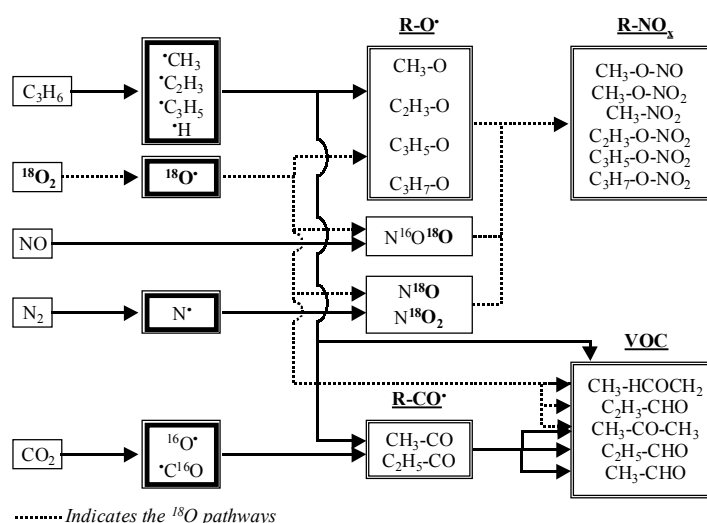 R-O•
R-NOx
C3H6
•CH3
•C2H3
•C3H5
•H
CH3-O
C2H3-O
C3H5-O
C3H7-O
CH3-O-NO
CH3-O-NO2
CH3-NO2
C2H3-O-NO2
C3H5-O-NO2
C3H7-O-NO2
18O2
18O•
NO
N16O18O
N2
N•
N18O
N18O2
VOC
CH3-HCOCH2
C2H3-CHO
CH3-CO-CH3
C2H5-CHO
CH3-CHO
R-CO•
CO2
16O•
•C16O
CH3-CO
C2H5-CO
Indicates the 18O pathways